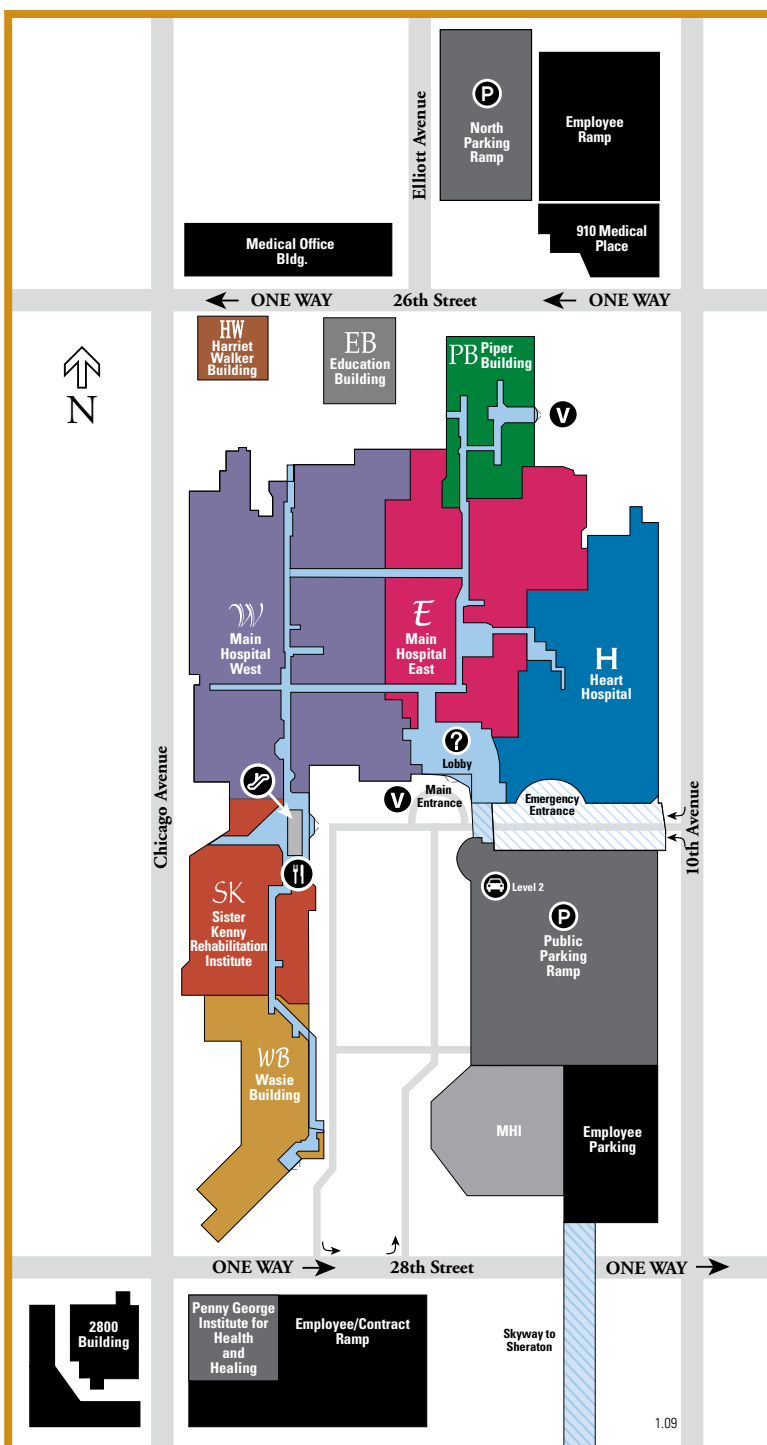 Elliott Avenue
P
North
Parking
Ramp
Employee
Ramp
910 Medical
Place
Medical Office
Bldg.
ONE WAY
26th Street
ONE WAY
N
HW
Harriet
Walker
Building
EB
Education
Building
PB Piper
Building
V
W
Main
Hospital
West
E
Main
Hospital
East
H
Heart
Hospital
?
Lobby
V
Main
Entrance
Emergency
Entrance
Chicago Avenue
10th Avenue
SK
Sister
Kenny
Rehabilitation
Institute
Level 2
P
Public
Parking
Ramp
WB
Wasie
Building
MHI
Employee
Parking
ONE WAY
28th Street
ONE WAY
2800
Building
Penny George
Institute for
Health
and
Healing
Employee/Contract
Ramp
Skyway to
Sheraton
1.09